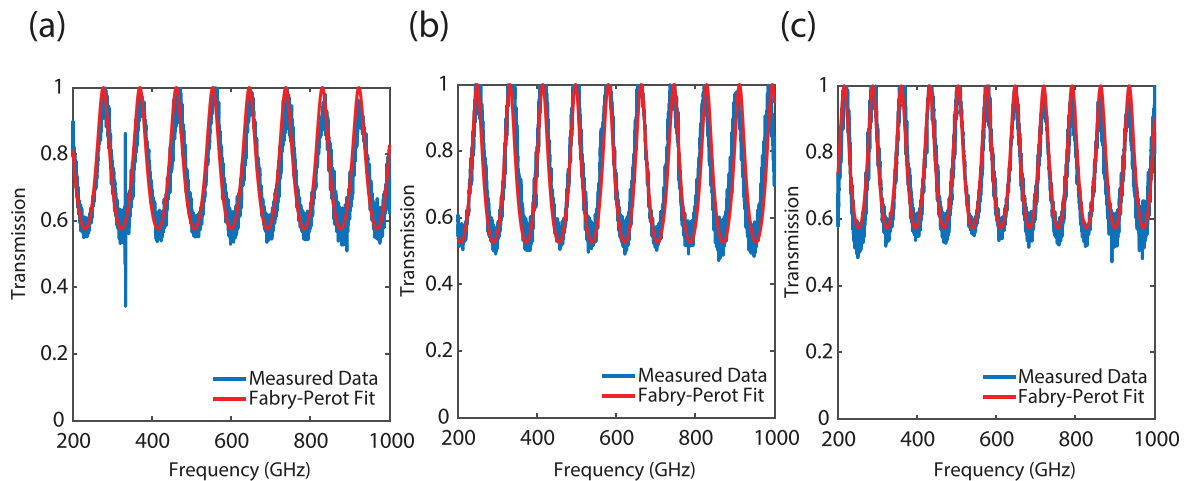 (a)
(b)
(c)
Transmission
1
0.8
0.6
0.4
0.2
0
200
400
600
800
1000
Frequency (GHz)
Measured Data
Fabry-Perot Fit
Transmission
1
0.8
0.6
0.4
0.2
0
200
400
600
800
1000
Frequency (GHz)
Measured Data
Fabry-Perot Fit
Transmission
1
0.8
0.6
0.4
0.2
0
200
400
600
800
1000
Frequency (GHz)
Measured Data
Fabry-Perot Fit